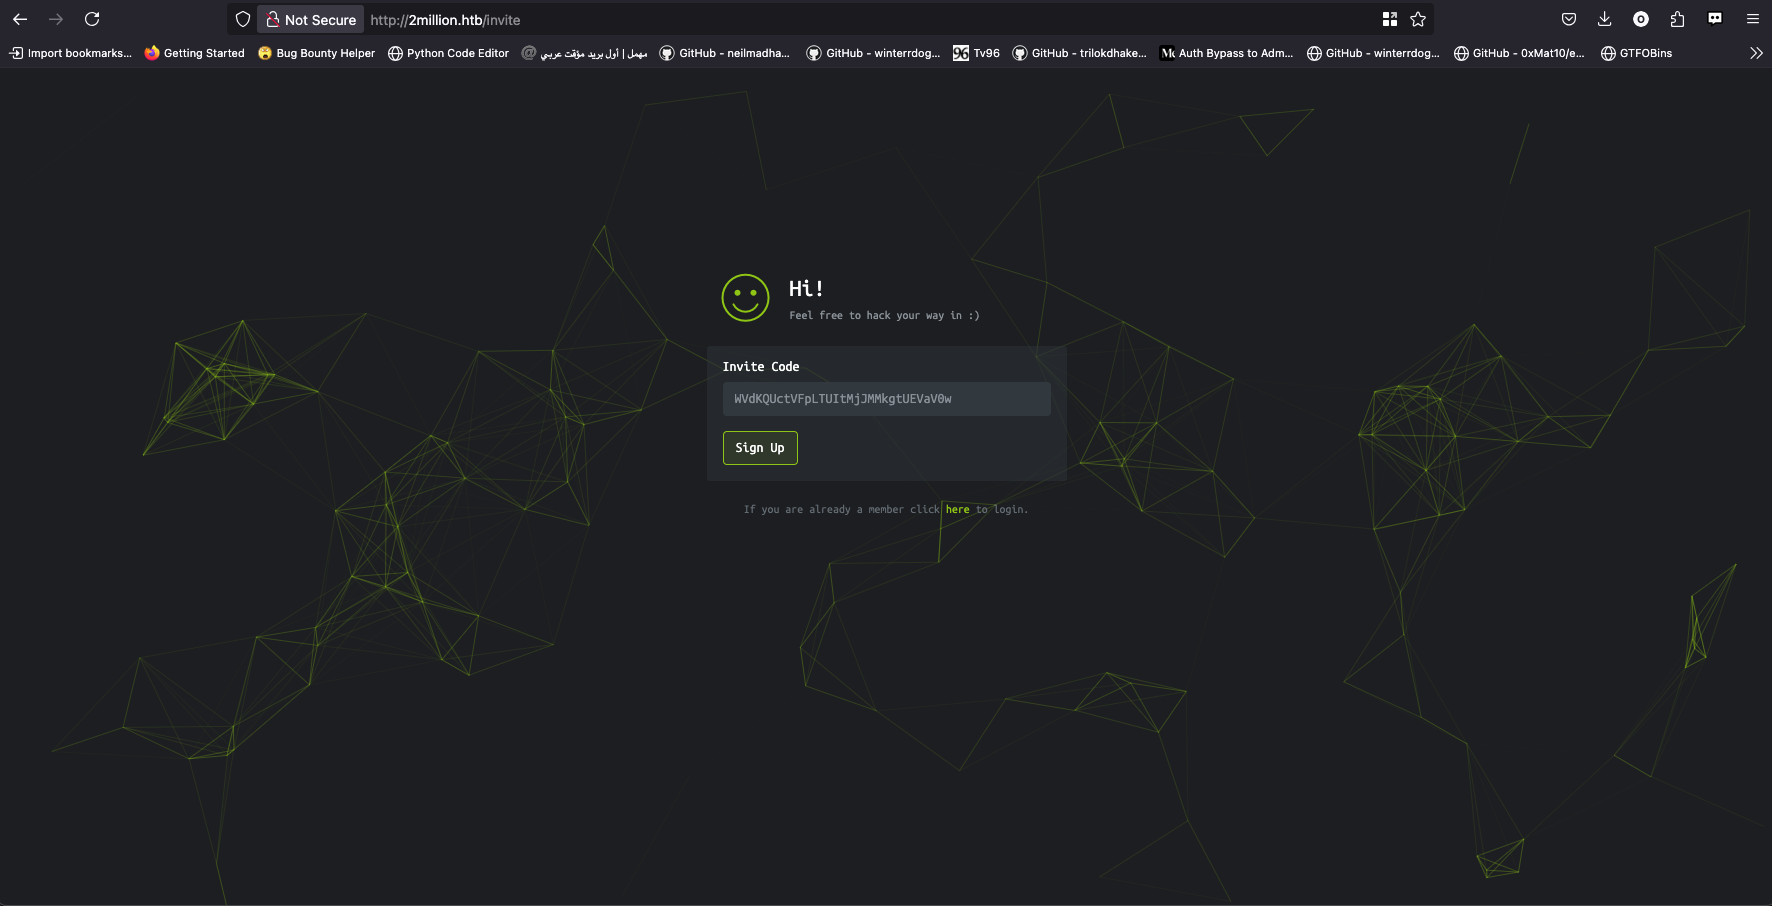 Not Secure http://2million.htb/invite
Import bookmarks... Getting Started Bug Bounty Helper Python Code Editor مهمل | أول بريد مؤقت عربي GitHub - neilmadha... GitHub - winterrdog... Tv96 GitHub - trilokdhake... Auth Bypass to Adm... GitHub - winterrdog... GitHub - 0xMat10/e... GTFOBins
Hi!
Feel free to hack your way in :)
Invite Code
WVdKQUctVFpLTUItMjJMMkgtUEVaV0w
Sign Up
If you are already a member click here to login.